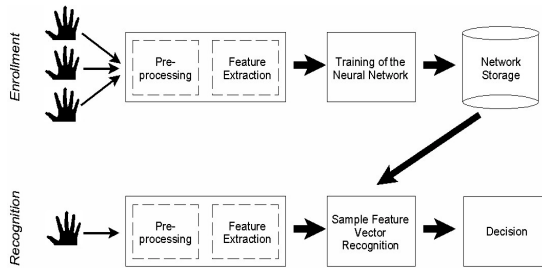 Enrollment
Pre-
processing
Feature
Extraction
Training of the
Neural Network
Network
Storage
Recognition
Pre-
processing
Feature
Extraction
Sample Feature
Vector
Recognition
Decision